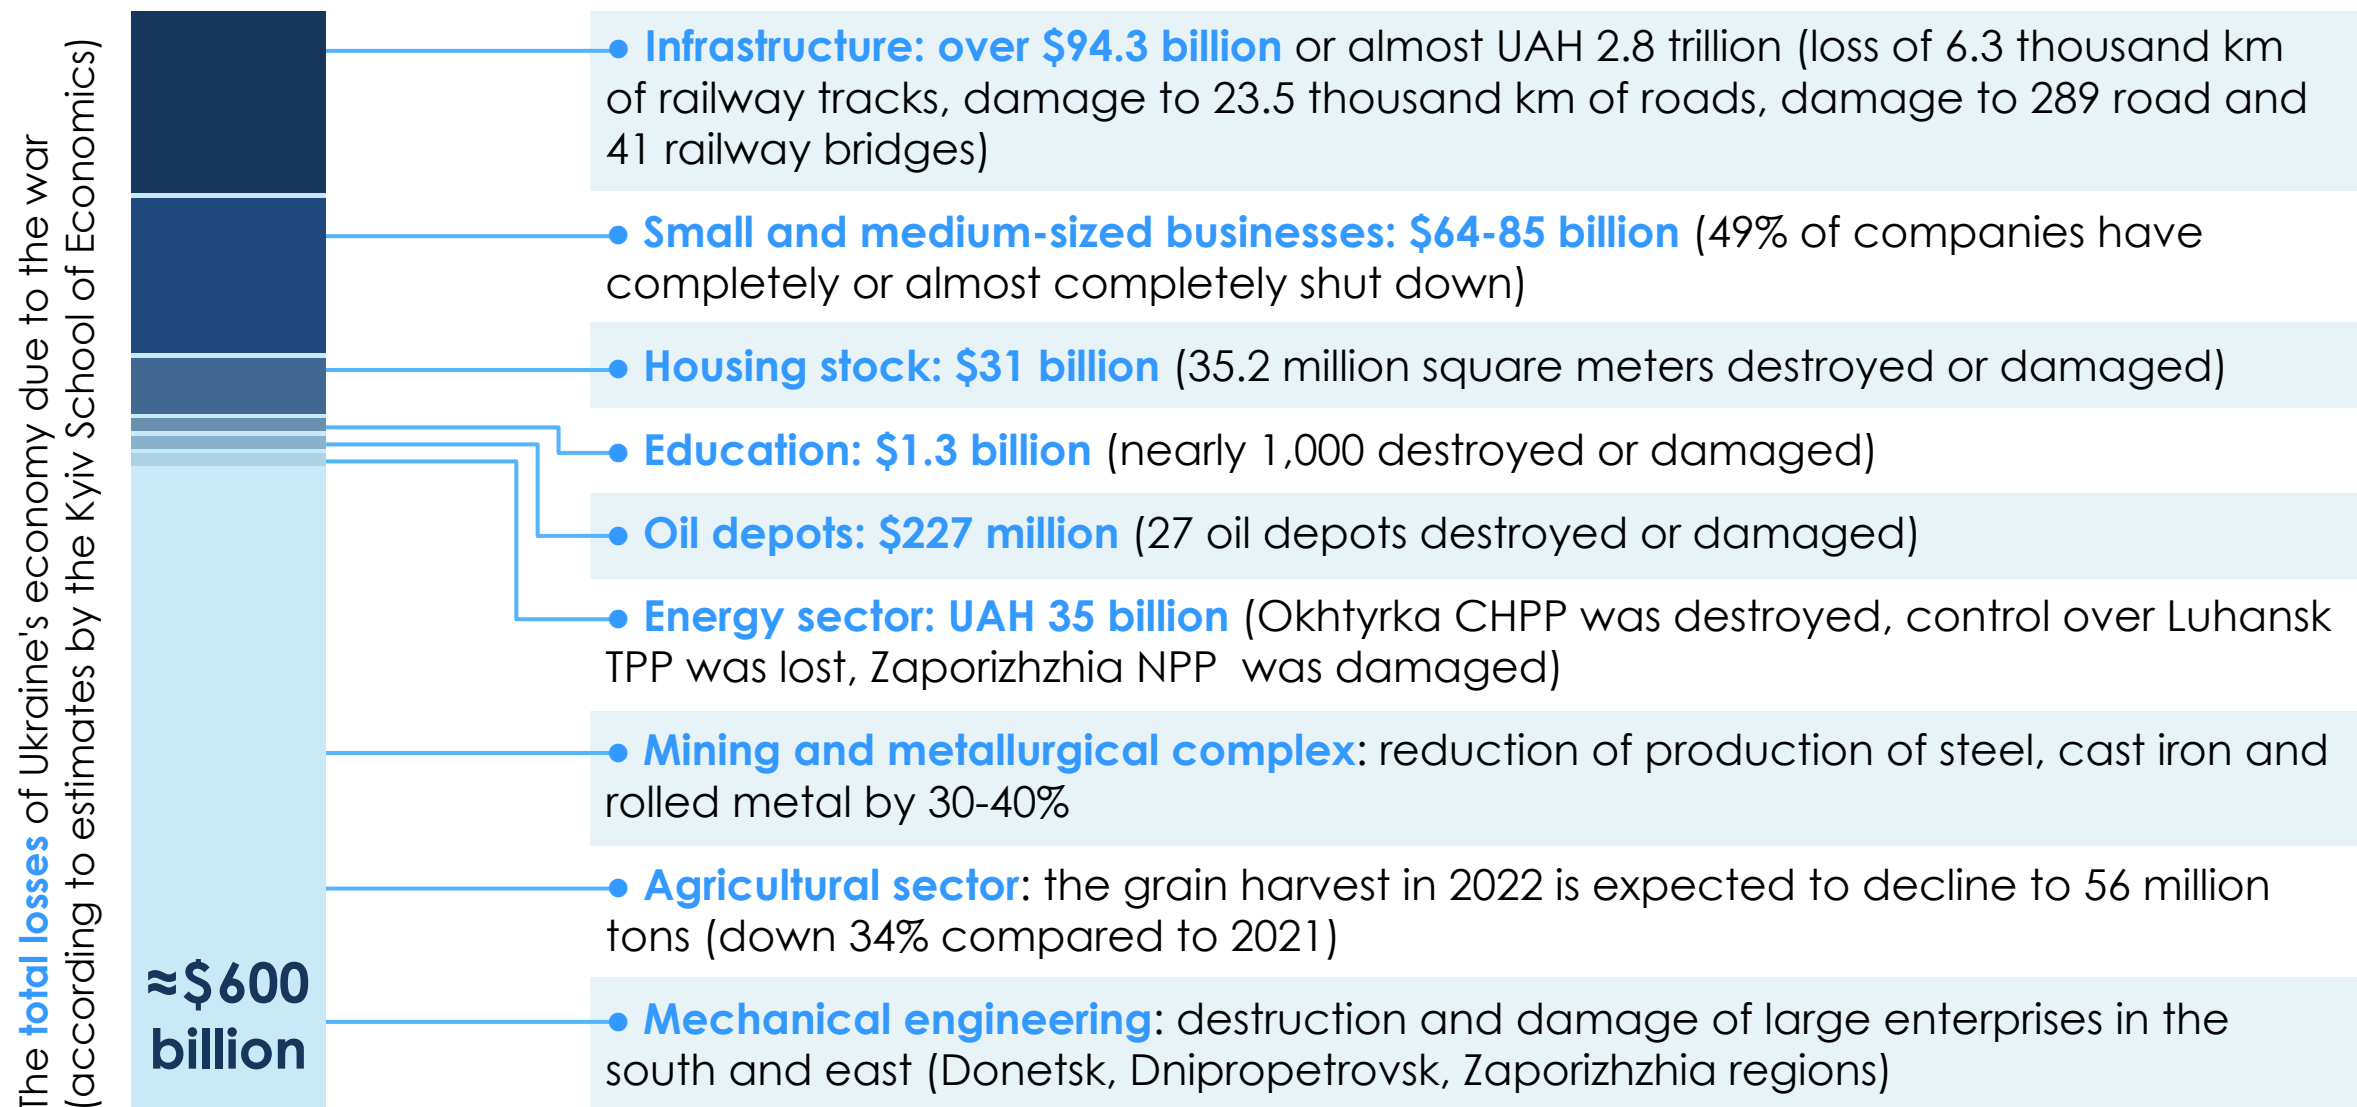 The total losses of Ukraine's economy due to the war
(according to estimates by the Kyiv School of Economics)
≈$600
billion
• Infrastructure: over $94.3 billion or almost UAH 2.8 trillion (loss of 6.3 thousand km
of railway tracks, damage to 23.5 thousand km of roads, damage to 289 road and
41 railway bridges)
• Small and medium-sized businesses: $64-85 billion (49% of companies have
completely or almost completely shut down)
• Housing stock: $31 billion (35.2 million square meters destroyed or damaged)
• Education: $1.3 billion (nearly 1,000 destroyed or damaged)
• Oil depots: $227 million (27 oil depots destroyed or damaged)
• Energy sector: UAH 35 billion (Okhtyrka CHPP was destroyed, control over Luhansk
TPP was lost, Zaporizhzhia NPP  was damaged)
• Mining and metallurgical complex: reduction of production of steel, cast iron and
rolled metal by 30-40%
• Agricultural sector: the grain harvest in 2022 is expected to decline to 56 million
tons (down 34% compared to 2021)
• Mechanical engineering: destruction and damage of large enterprises in the
south and east (Donetsk, Dnipropetrovsk, Zaporizhzhia regions)